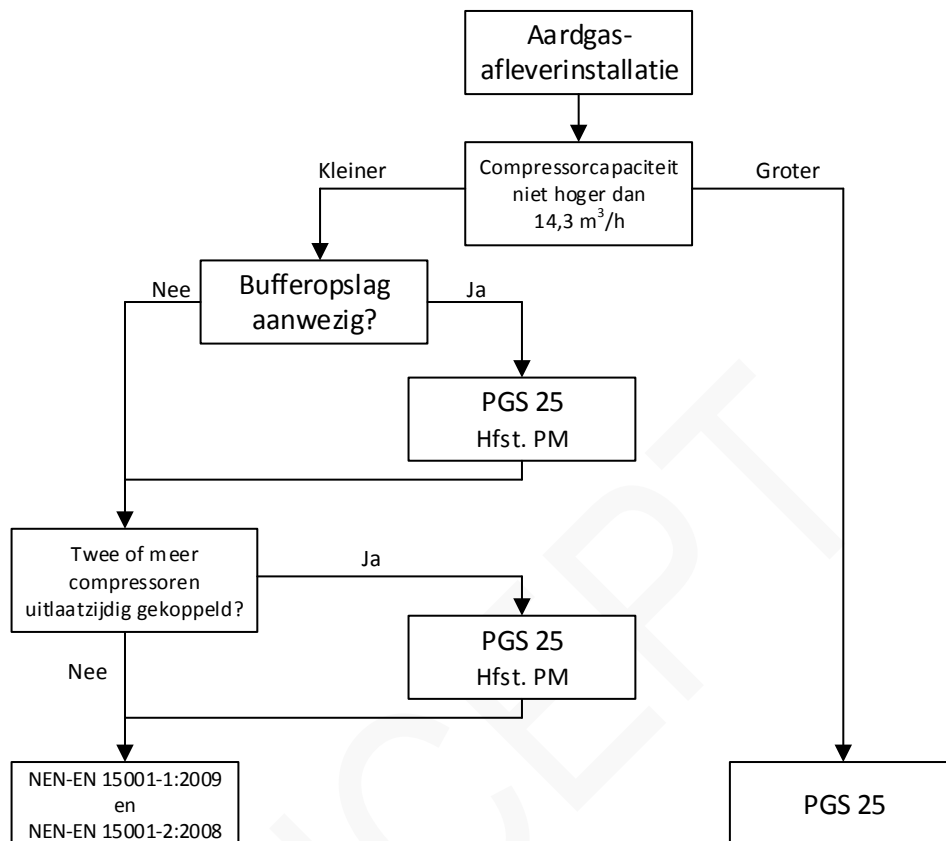 Aardgas-
afleverinstallatie
Kleiner
Compressorcapaciteit
niet hoger dan
14,3 m³/h
Groter
Nee
Bufferopslag
aanwezig?
Ja
PGS 25
Hfst. PM
Twee of meer
compressoren
uitlaatzijdig gekoppeld?
Ja
PGS 25
Hfst. PM
Nee
NEN-EN 15001-1:2009
en
NEN-EN 15001-2:2008
PGS 25
NCEPT